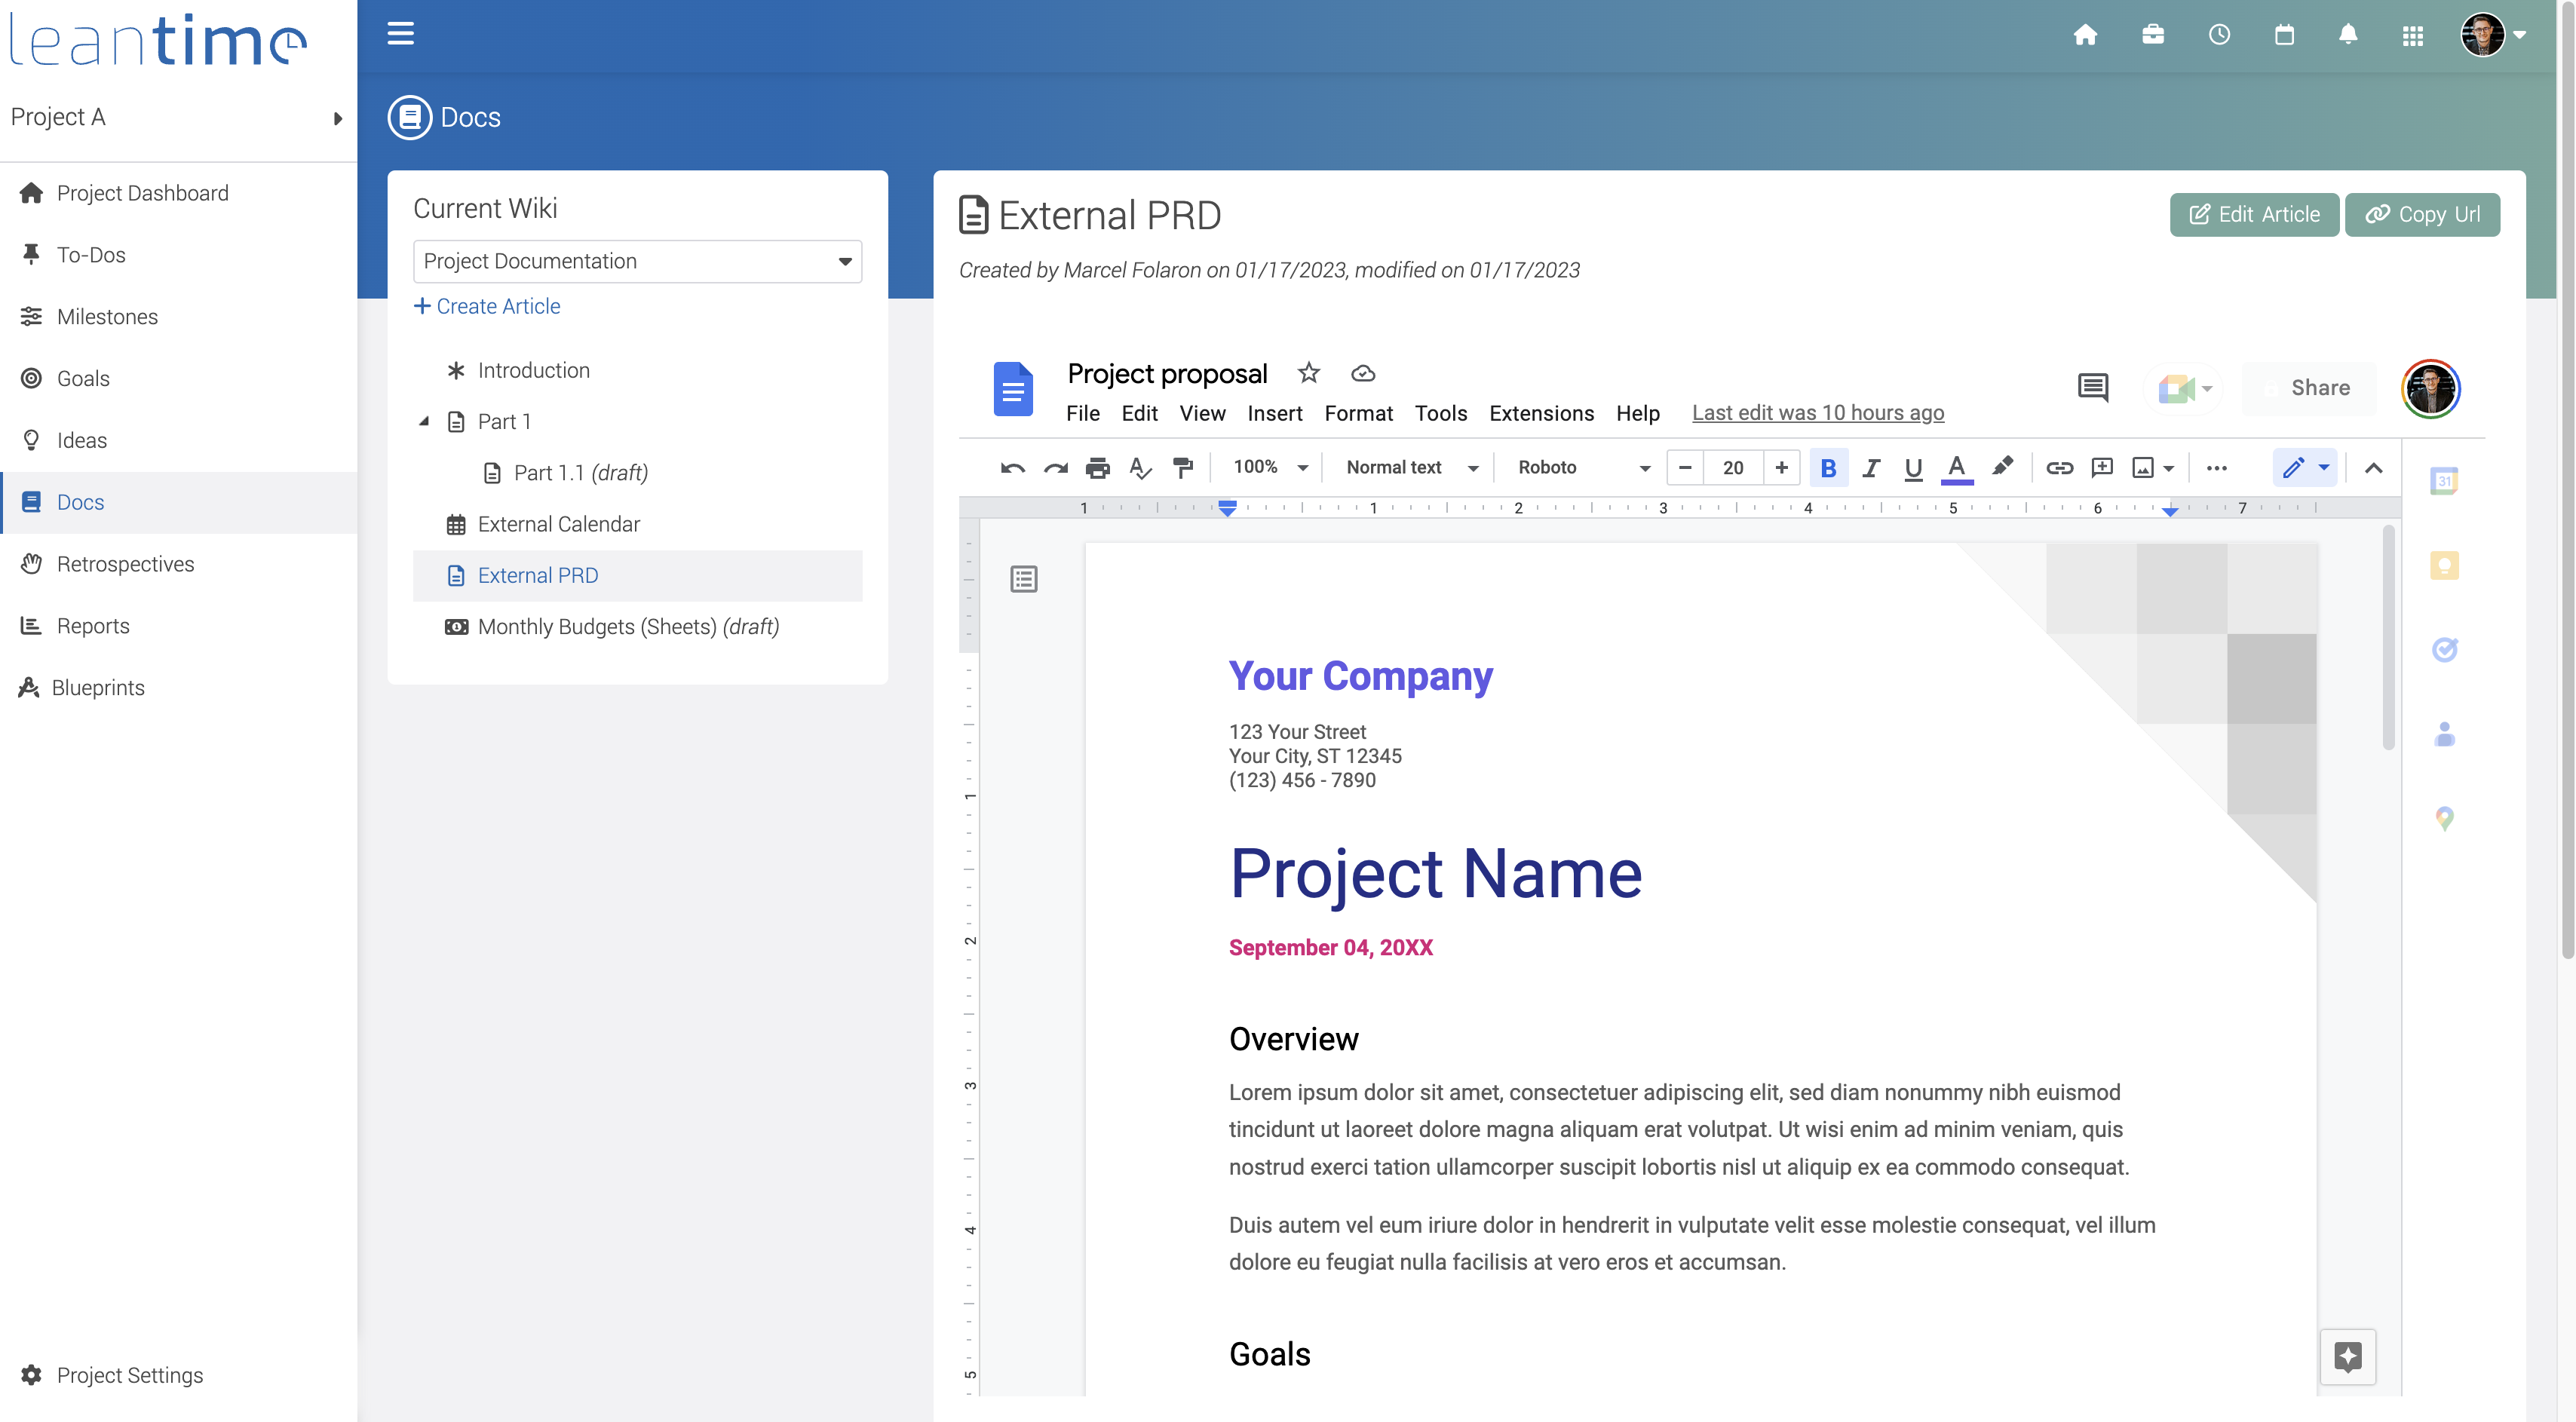 leantime
Project A
Project Dashboard
To-Dos
Milestones
Goals
Ideas
Docs
Retrospectives
Reports
Blueprints
Project Settings
Docs
Current Wiki
Project Documentation
+ Create Article
Introduction
Part 1
Part 1.1 (draft)
External Calendar
External PRD
Monthly Budgets (Sheets) (draft)
External PRD
Edit Article
Copy Url
Created by Marcel Folaron on 01/17/2023, modified on 01/17/2023
Project proposal
Share
File Edit View Insert Format Tools Extensions Help Last edit was 10 hours ago
100% Normal text Roboto − 20 + B I U A
31
1 1 2 3 4 5 6 7
1
2
3
4
5
Your Company
123 Your Street
Your City, ST 12345
(123) 456 - 7890
Project Name
September 04, 20XX
Overview
Lorem ipsum dolor sit amet, consectetuer adipiscing elit, sed diam nonummy nibh euismod
tincidunt ut laoreet dolore magna aliquam erat volutpat. Ut wisi enim ad minim veniam, quis
nostrud exerci tation ullamcorper suscipit lobortis nisl ut aliquip ex ea commodo consequat.
Duis autem vel eum iriure dolor in hendrerit in vulputate velit esse molestie consequat, vel illum
dolore eu feugiat nulla facilisis at vero eros et accumsan.
Goals